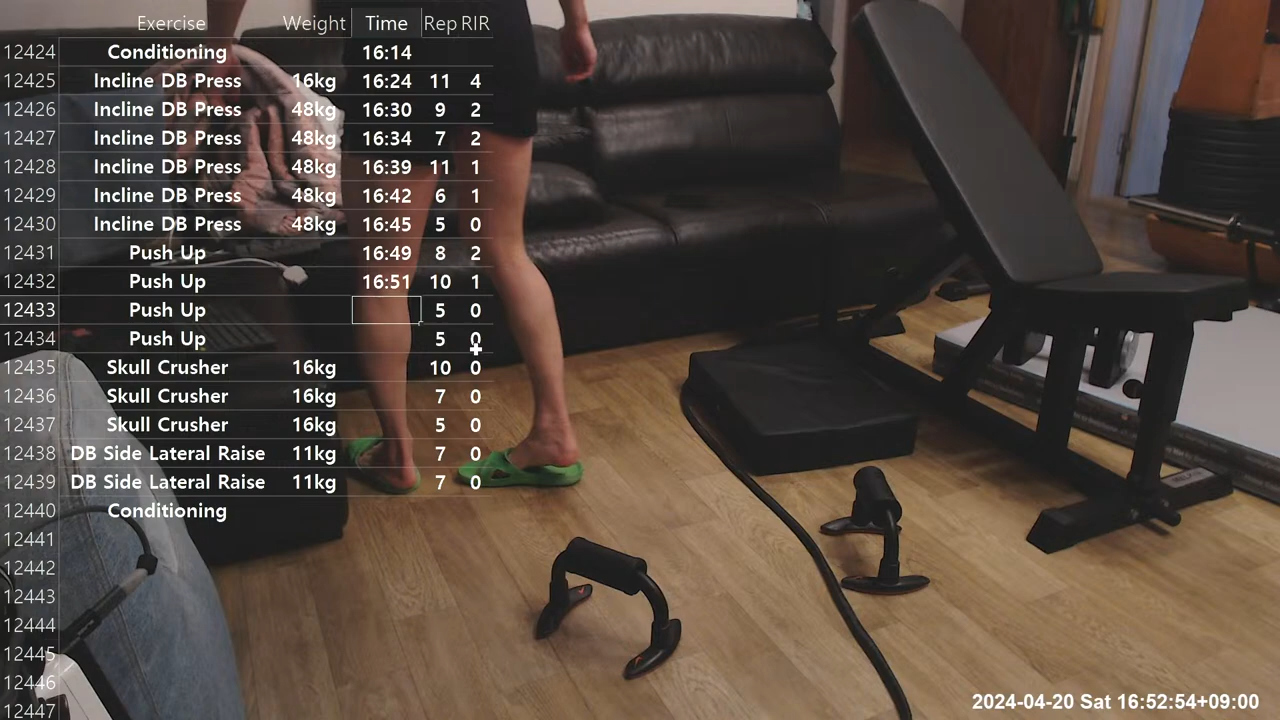 Exercise Weight Time Rep RIR
12424 Conditioning 16:14
12425 Incline DB Press 16kg 16:24 11 4
12426 Incline DB Press 48kg 16:30 9 2
12427 Incline DB Press 48kg 16:34 7 2
12428 Incline DB Press 48kg 16:39 11 1
12429 Incline DB Press 48kg 16:42 6 1
12430 Incline DB Press 48kg 16:45 5 0
12431 Push Up 16:49 8 2
12432 Push Up 16:51 10 1
12433 Push Up 5 0
12434 Push Up 5 0
12435 Skull Crusher 16kg 10 0
12436 Skull Crusher 16kg 7 0
12437 Skull Crusher 16kg 5 0
12438 DB Side Lateral Raise 11kg 7 0
12439 DB Side Lateral Raise 11kg 7 0
12440 Conditioning
12441
12442
12443
12444
12445
12446
12447
2024-04-20 Sat 16:52:54+09:00